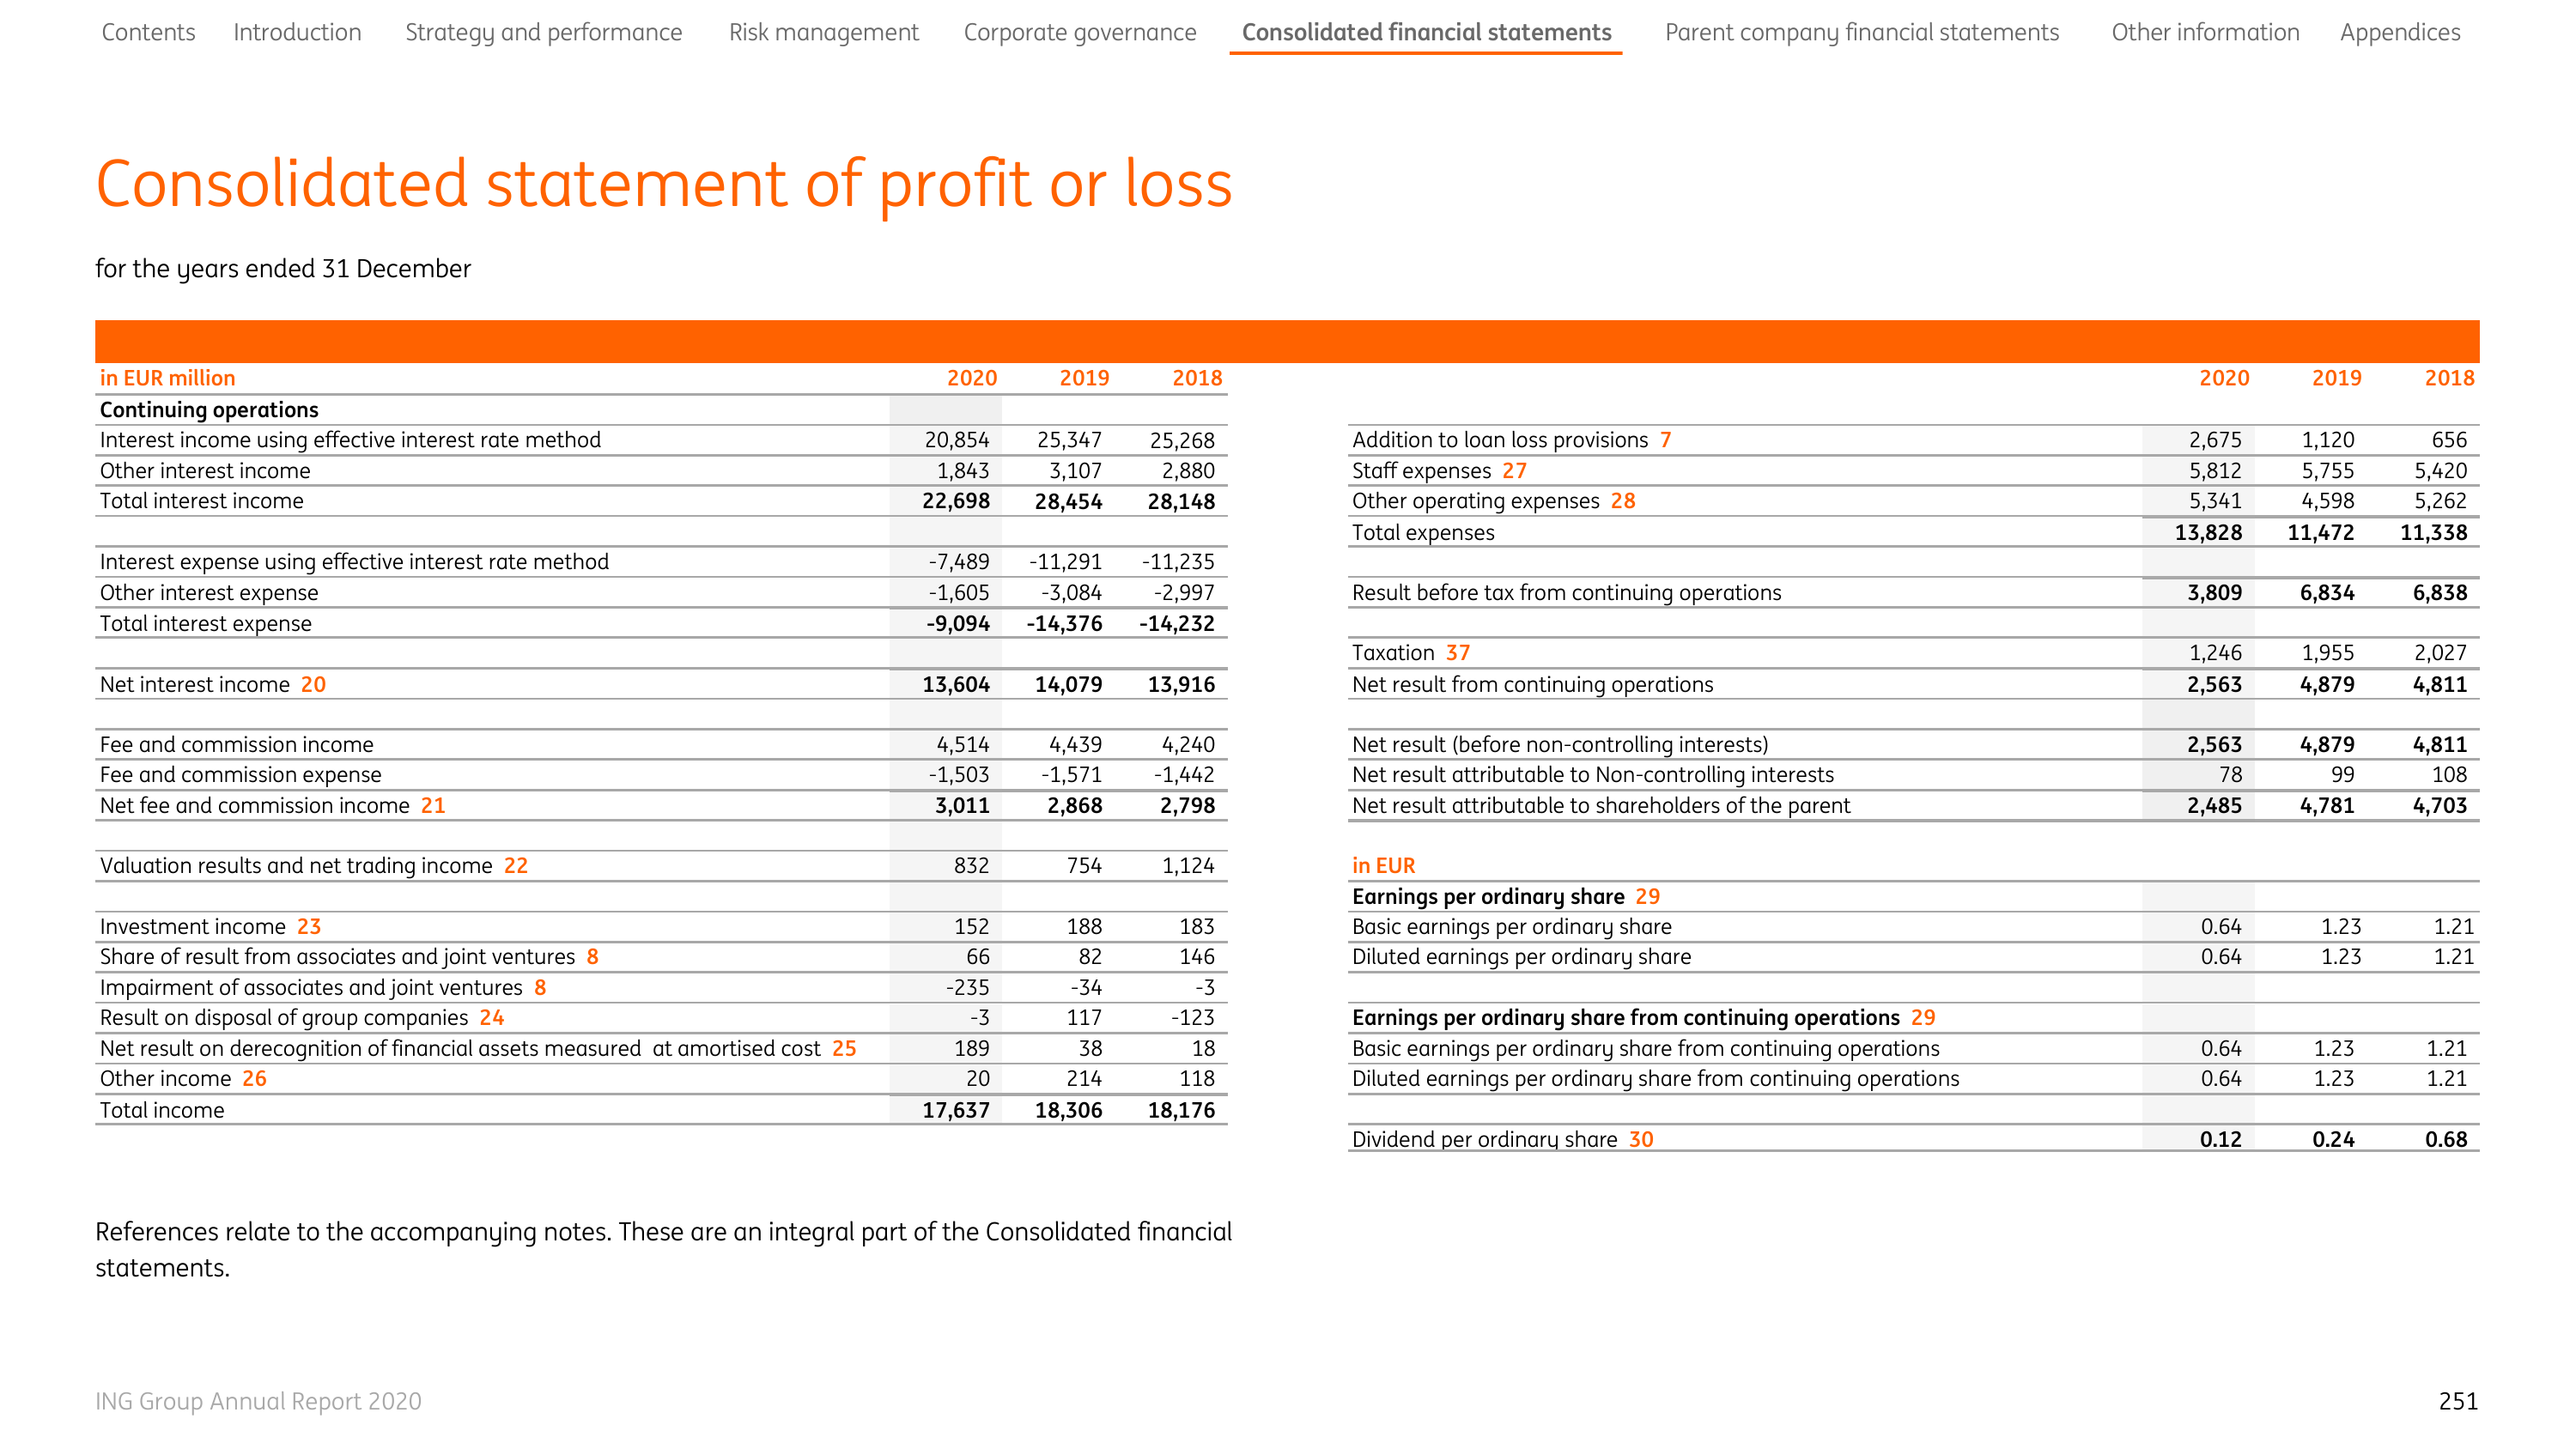 Contents Introduction Strategy and performance Risk management Corporate governance Consolidated financial statements Parent company financial statements Other information Appendices
Consolidated statement of profit or loss
for the years ended 31 December
in EUR million 2020 2019 2018
Continuing operations
Interest income using effective interest rate method 20,854 25,347 25,268
Other interest income 1,843 3,107 2,880
Total interest income 22,698 28,454 28,148
Interest expense using effective interest rate method -7,489 -11,291 -11,235
Other interest expense -1,605 -3,084 -2,997
Total interest expense -9,094 -14,376 -14,232
Net interest income 20 13,604 14,079 13,916
Fee and commission income 4,514 4,439 4,240
Fee and commission expense -1,503 -1,571 -1,442
Net fee and commission income 21 3,011 2,868 2,798
Valuation results and net trading income 22 832 754 1,124
Investment income 23 152 188 183
Share of result from associates and joint ventures 8 66 82 146
Impairment of associates and joint ventures 8 -235 -34 -3
Result on disposal of group companies 24 -3 117 -123
Net result on derecognition of financial assets measured at amortised cost 25 189 38 18
Other income 26 20 214 118
Total income 17,637 18,306 18,176
2020 2019 2018
Addition to loan loss provisions 7 2,675 1,120 656
Staff expenses 27 5,812 5,755 5,420
Other operating expenses 28 5,341 4,598 5,262
Total expenses 13,828 11,472 11,338
Result before tax from continuing operations 3,809 6,834 6,838
Taxation 37 1,246 1,955 2,027
Net result from continuing operations 2,563 4,879 4,811
Net result (before non-controlling interests) 2,563 4,879 4,811
Net result attributable to Non-controlling interests 78 99 108
Net result attributable to shareholders of the parent 2,485 4,781 4,703
in EUR
Earnings per ordinary share 29
Basic earnings per ordinary share 0.64 1.23 1.21
Diluted earnings per ordinary share 0.64 1.23 1.21
Earnings per ordinary share from continuing operations 29
Basic earnings per ordinary share from continuing operations 0.64 1.23 1.21
Diluted earnings per ordinary share from continuing operations 0.64 1.23 1.21
Dividend per ordinary share 30 0.12 0.24 0.68
References relate to the accompanying notes. These are an integral part of the Consolidated financial
statements.
ING Group Annual Report 2020 251